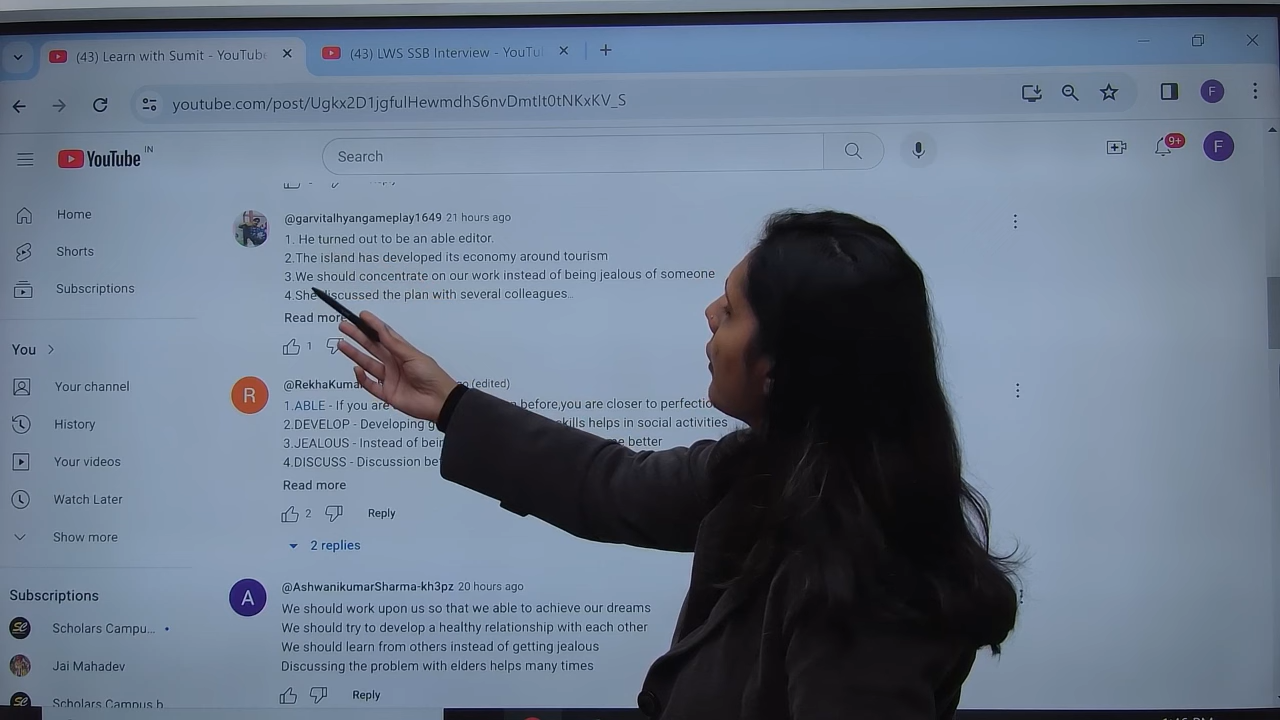 (43) Learn with Sumit - YouTube
(43) LWS SSB Interview - YouTu
youtube.com/post/Ugkx2D1jgfulHewmdhS6nvDmtIt0tNKxKV_S
F
YouTube IN
Search
9+
F
Home
Shorts
Subscriptions
You
Your channel
History
Your videos
Watch Later
Show more
Subscriptions
Scholars Campu...
Jai Mahadev
Scholars Campus b
Reply
@garvitalhyangameplay1649 21 hours ago
1. He turned out to be an able editor.
2.The island has developed its economy around tourism
3.We should concentrate on our work instead of being jealous of someone
4.She discussed the plan with several colleagues..
Read more
1
R
@RekhaKuma (edited)
1.ABLE - If you are before,you are closer to perfectio
2.DEVELOP - Developing g kills helps in social activities
3.JEALOUS - Instead of bein me better
4.DISCUSS - Discussion be
Read more
2 Reply
2 replies
A
@AshwanikumarSharma-kh3pz 20 hours ago
We should work upon us so that we able to achieve our dreams
We should try to develop a healthy relationship with each other
We should learn from others instead of getting jealous
Discussing the problem with elders helps many times
Reply